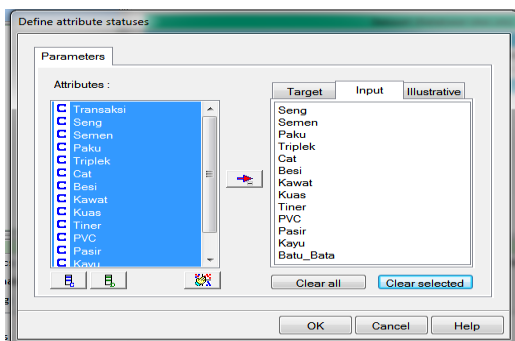 Define attribute statuses
Parameters
Attributes :
C Transaksi
C Seng
C Semen
C Paku
C Triplek
C Cat
C Besi
C Kawat
C Kuas
C Tiner
C PVC
C Pasir
C Kayu
Target Input Illustrative
Seng
Semen
Paku
Triplek
Cat
Besi
Kawat
Kuas
Tiner
PVC
Pasir
Kayu
Batu_Bata
Clear all Clear selected
OK Cancel Help